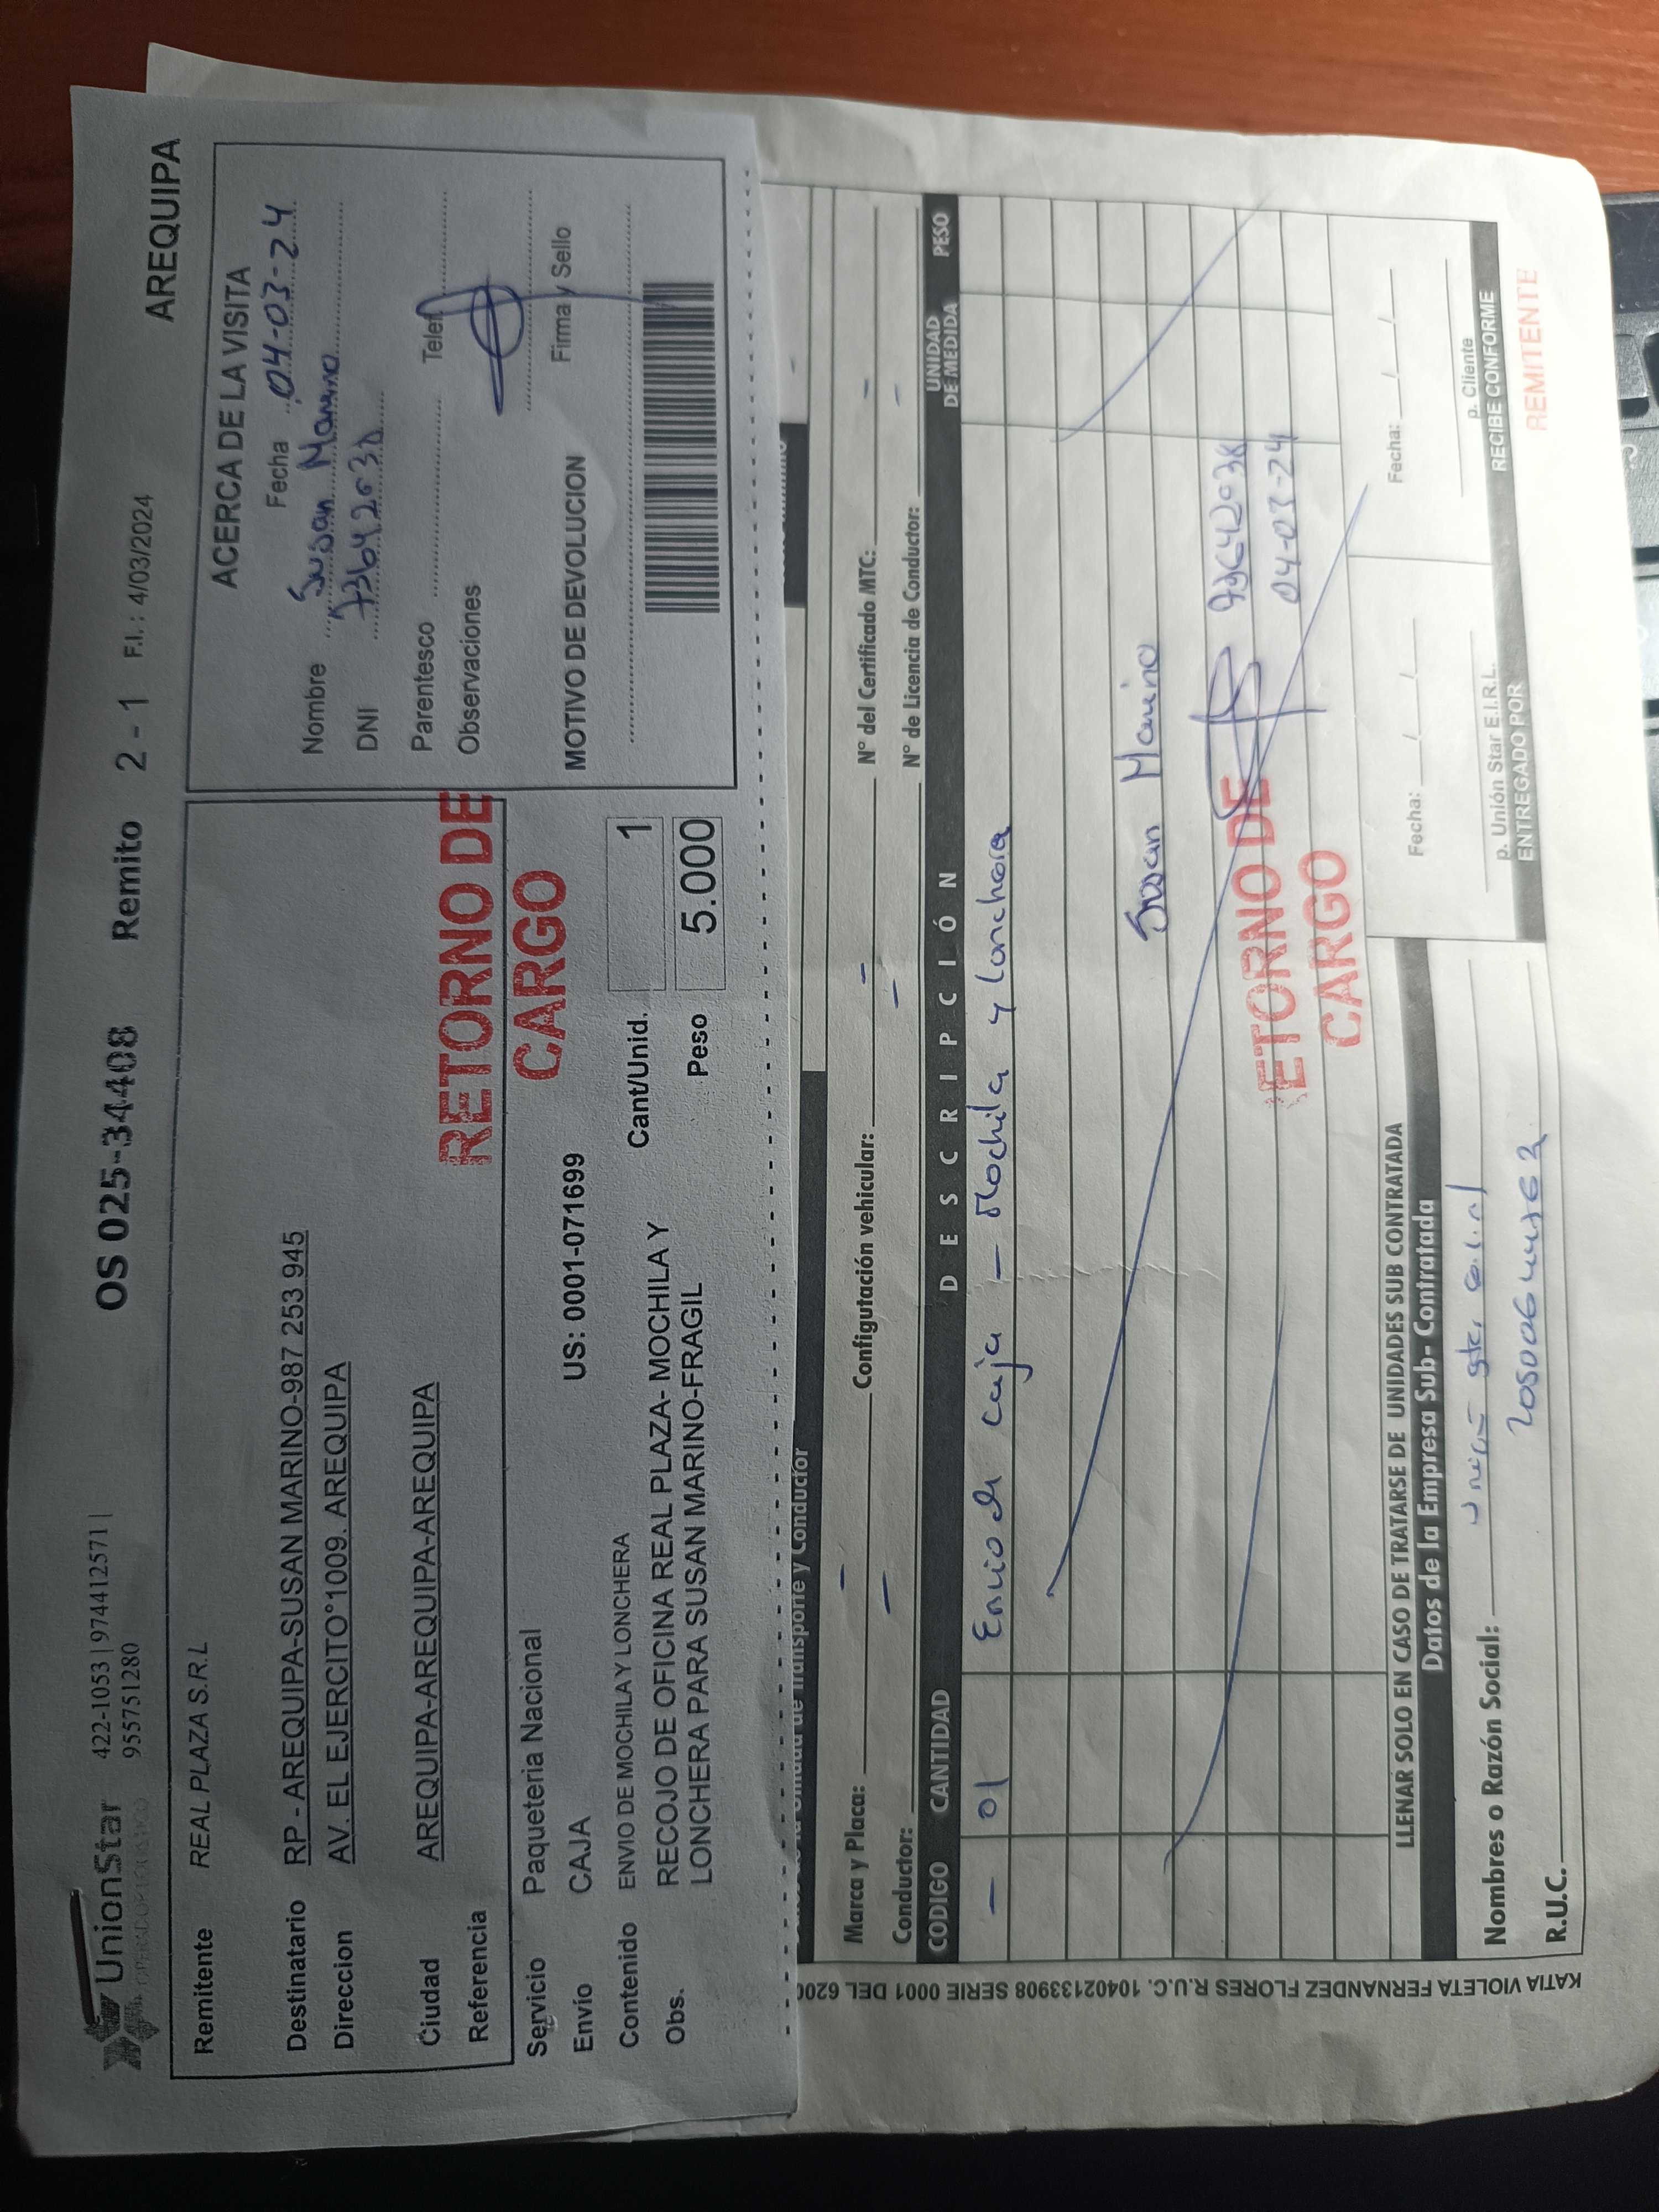 UnionStar 422-1053 | 974412571 | 955751280
OS 025-34408 Remito 2 - 1 F.I.: 4/03/2024 AREQUIPA
Remitente REAL PLAZA S.R.L
Destinatario RP - AREQUIPA-SUSAN MARINO-987 253 945
Direccion AV. EL EJERCITO°1009. AREQUIPA
Ciudad AREQUIPA-AREQUIPA-AREQUIPA
Referencia
RETORNO DE
CARGO
Servicio Paqueteria Nacional
Envio CAJA US: 0001-071699
Contenido ENVIO DE MOCHILA Y LONCHERA Cant/Unid. 1
Obs. RECOJO DE OFICINA REAL PLAZA- MOCHILA Y
LONCHERA PARA SUSAN MARINO-FRAGIL Peso 5.000
ACERCA DE LA VISITA
Fecha 04-03-24
Nombre Susan Marino
DNI
Parentesco Telef
Observaciones
Firma y Sello
MOTIVO DE DEVOLUCION
Transporte y Conductor
Marca y Placa: - Configutación vehicular: - N° del Certificado MTC: -
Conductor: - - N° de Licencia de Conductor: -
CODIGO CANTIDAD DESCRIPCIÓN UNIDAD DE MEDIDA PESO
- 01 Envio de caja - Mochila y lonchera
Susan Marino
04-03-24
ETORNO DE
CARGO
LLENAR SOLO EN CASO DE TRATARSE DE UNIDADES SUB CONTRATADA
Datos de la Empresa Sub- Contratada
Nombres o Razón Social:
R.U.C.
Fecha: / /
p. Unión Star E.I.R.L.
ENTREGADO POR
Fecha: / /
p. Cliente
RECIBE CONFORME
REMITENTE
KATIA VIOLETA FERNANDEZ FLORES R.U.C. 10402133908 SERIE 0001 DEL 620